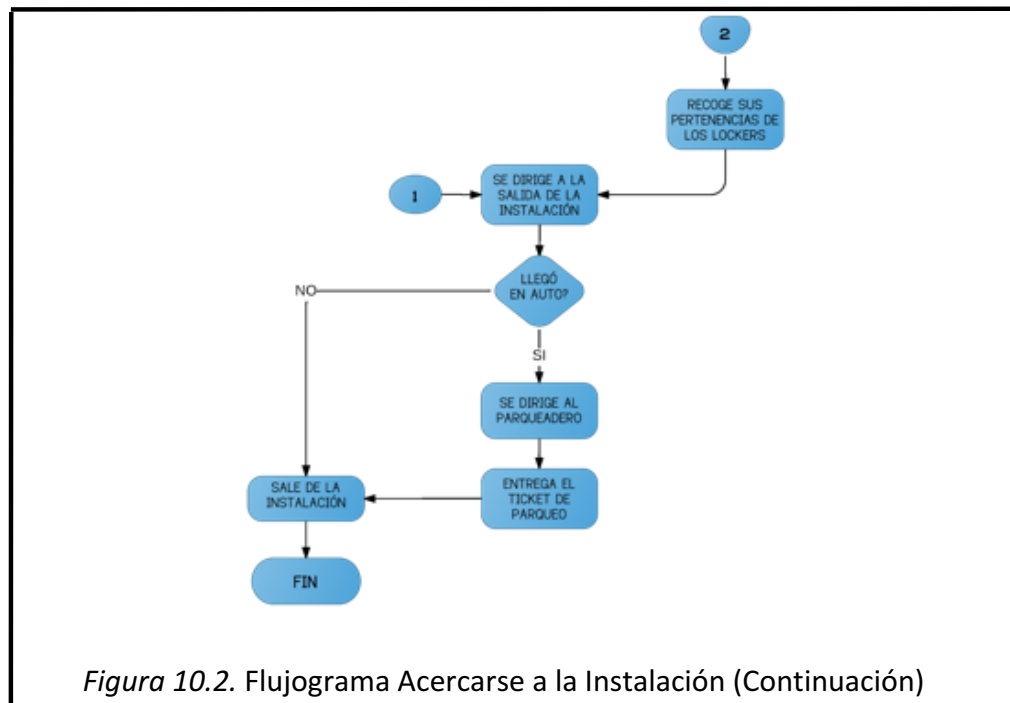 2
RECOGE SUS
PERTENENCIAS DE
LOS LOCKERS
1
SE DIRIGE A LA
SALIDA DE LA
INSTALACIÓN
LLEGÓ
EN AUTO?
NO
SI
SE DIRIGE AL
PARQUEADERO
ENTREGA EL
TICKET DE
PARQUEO
SALE DE LA
INSTALACIÓN
FIN
Figura 10.2. Flujograma Acercarse a la Instalación (Continuación)